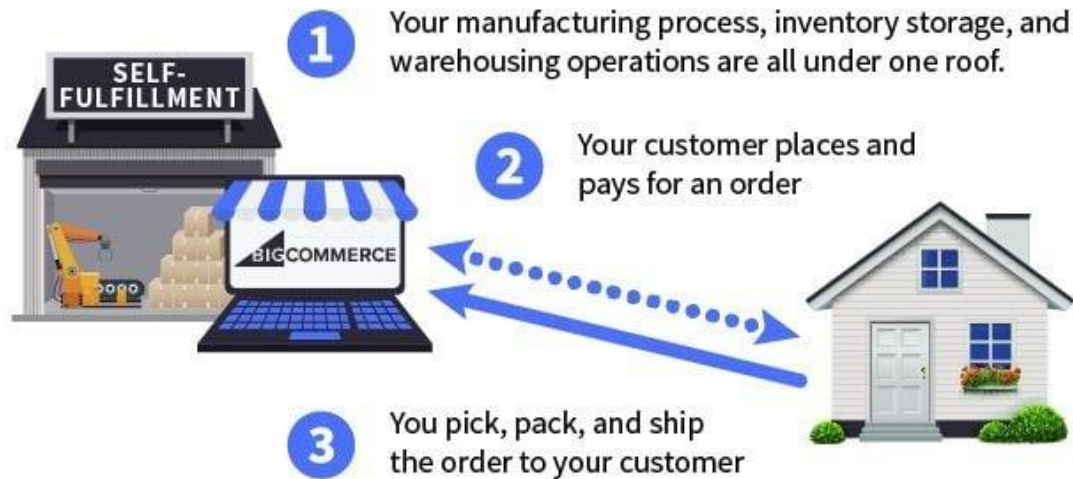 SELF-
FULFILLMENT
1
Your manufacturing process, inventory storage, and
warehousing operations are all under one roof.
2
Your customer places and
pays for an order
BIGCOMMERCE
3
You pick, pack, and ship
the order to your customer